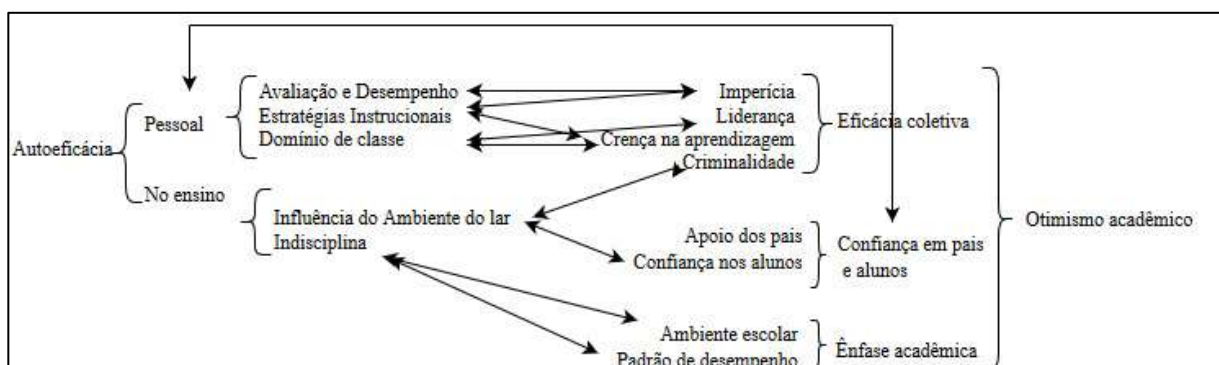 Autoeficácia
Pessoal
Avaliação e Desempenho
Estratégias Instrucionais
Domínio de classe
No ensino
Influência do Ambiente do lar
Indisciplina
Imperícia
Liderança
Crença na aprendizagem
Criminalidade
Eficácia coletiva
Apoio dos pais
Confiança nos alunos
Confiança em pais
e alunos
Ambiente escolar
Padrão de desempenho
Ênfase acadêmica
Otimismo acadêmico